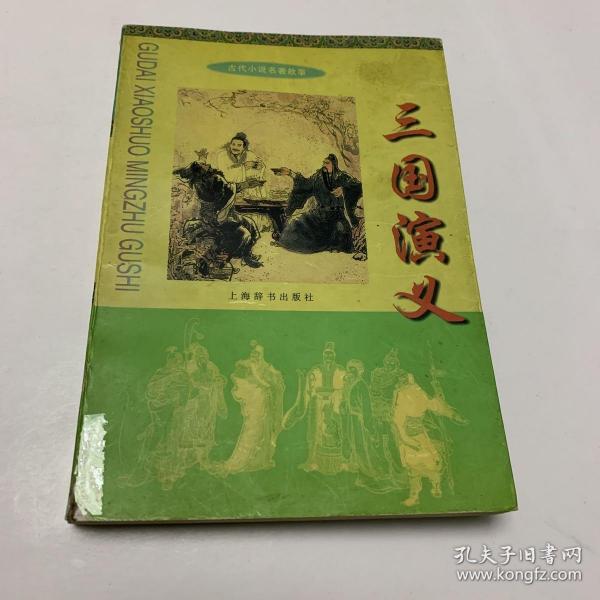 古代小说名著故事
三国演义
GUDAI XIAOSHUO MINGZHU GUSHI
上海辞书出版社
孔夫子旧书网
www.kongfz.com